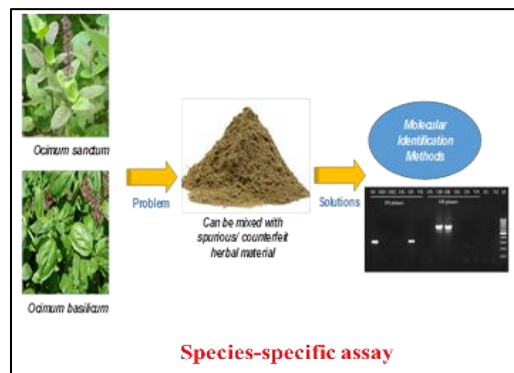 Ocimum sanctum
Ocimum basilicum
Problem
Can be mixed with
spurious/ counterfeit
herbal material
Solutions
Molecular
Identification
Methods
Species-specific assay